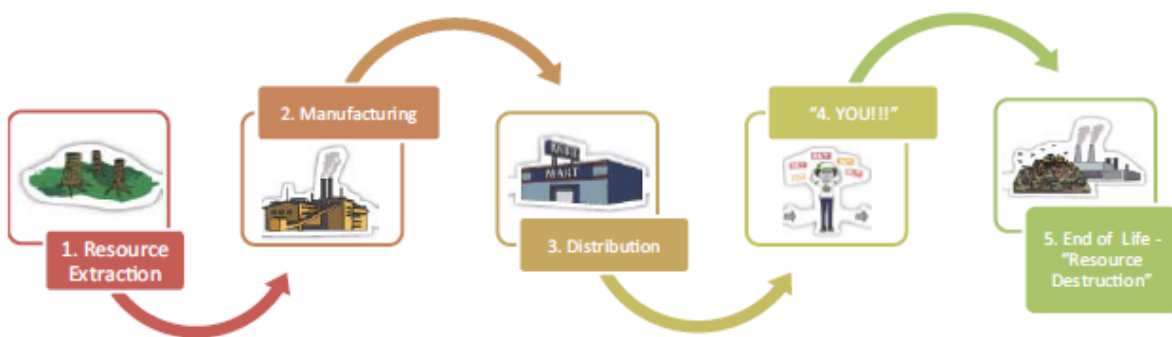 1. Resource
Extraction
2. Manufacturing
MART
3. Distribution
"4. YOU!!!"
5. End of Life -
"Resource
Destruction"